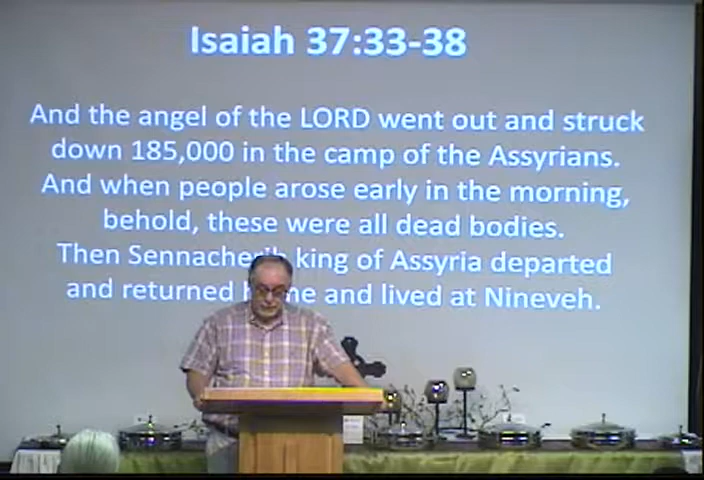 Isaiah 37:33-38
And the angel of the LORD went out and struck
down 185,000 in the camp of the Assyrians.
And when people arose early in the morning,
behold, these were all dead bodies.
Then Sennacherib king of Assyria departed
and returned home and lived at Nineveh.